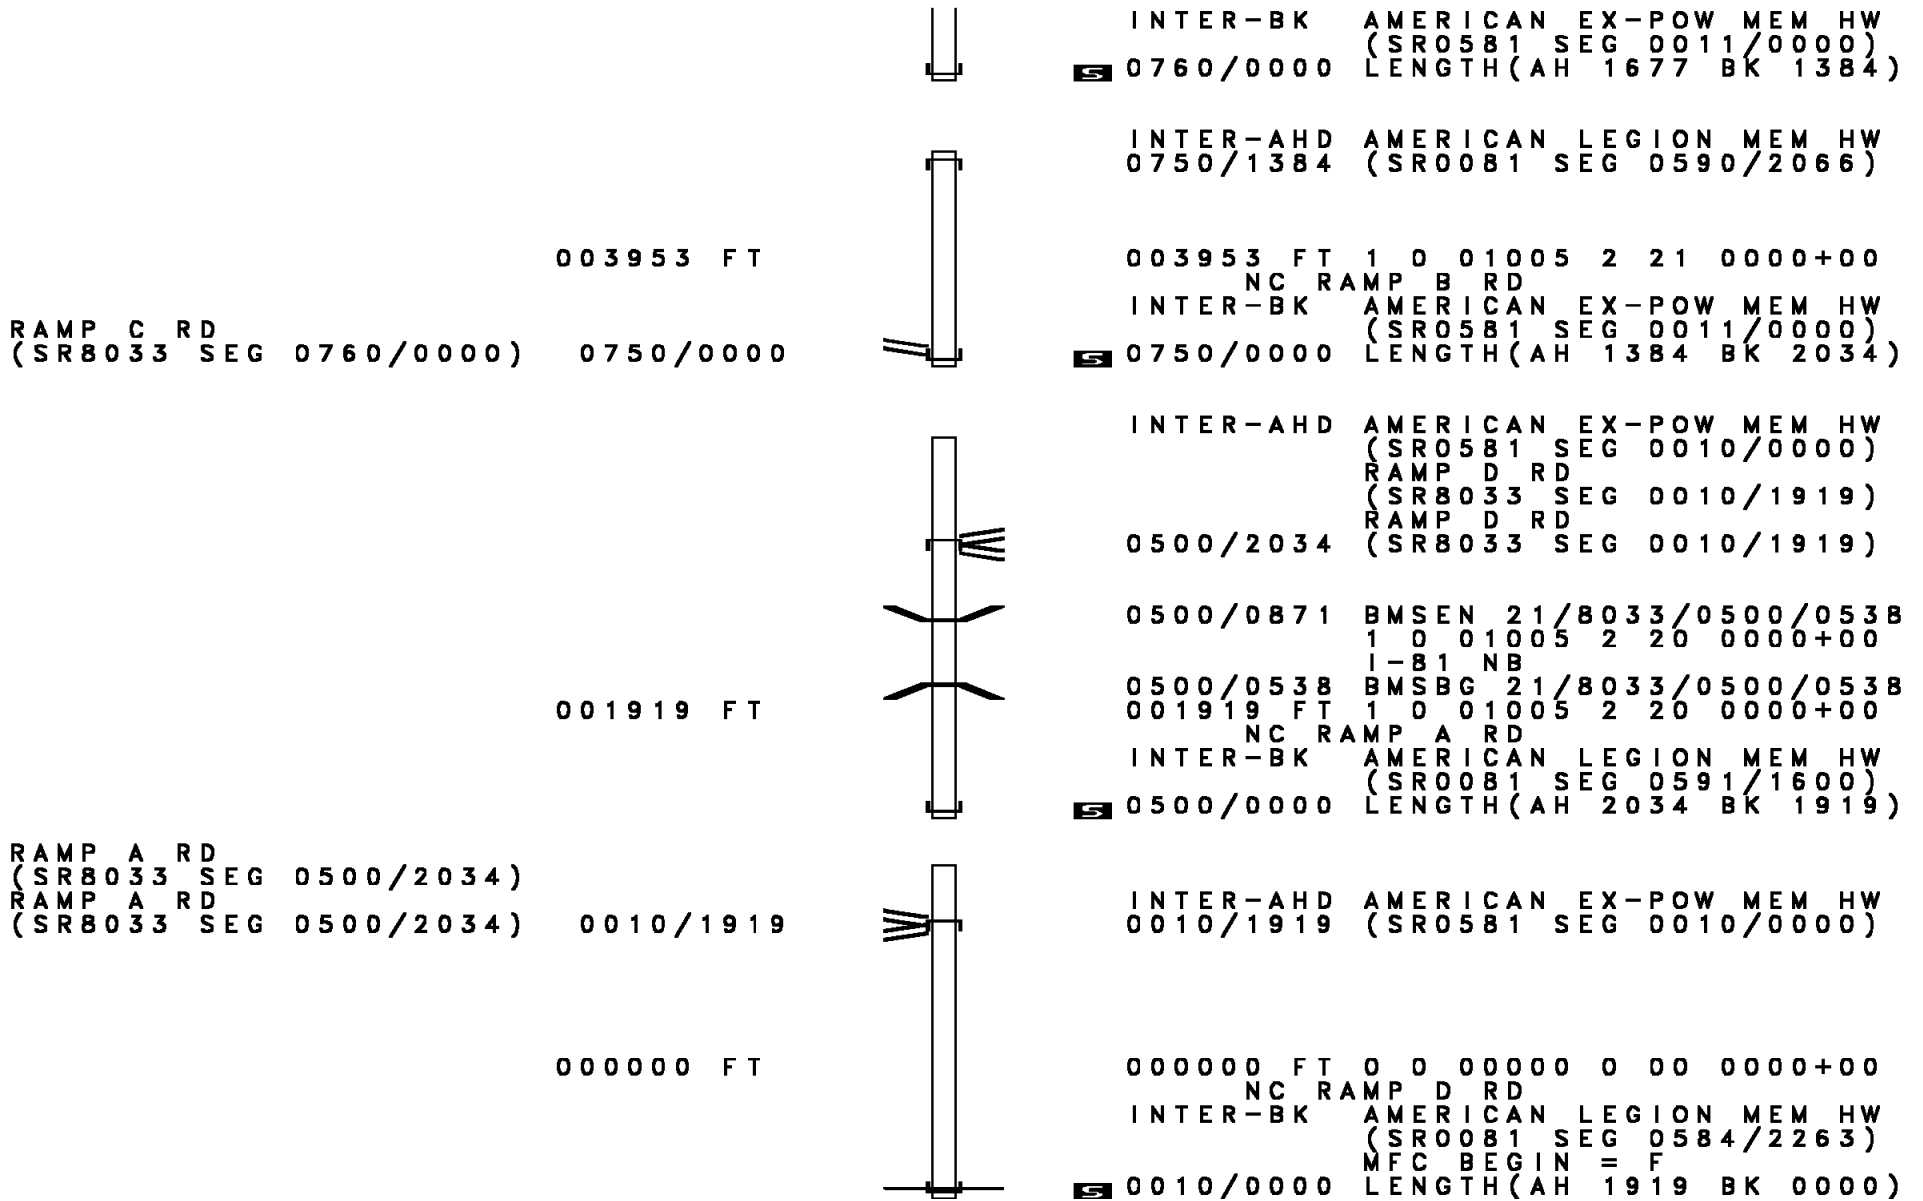 INTER-BK AMERICAN EX-POW MEM HW
(SR0581 SEG 0011/0000)
S 0760/0000 LENGTH(AH 1677 BK 1384)
INTER-AHD AMERICAN LEGION MEM HW
0750/1384 (SR0081 SEG 0590/2066)
003953 FT 003953 FT 1 0 01005 2 21 0000+00
NC RAMP B RD
INTER-BK AMERICAN EX-POW MEM HW
RAMP C RD (SR0581 SEG 0011/0000)
(SR8033 SEG 0760/0000) 0750/0000 S 0750/0000 LENGTH(AH 1384 BK 2034)
INTER-AHD AMERICAN EX-POW MEM HW
(SR0581 SEG 0010/0000)
RAMP D RD
(SR8033 SEG 0010/1919)
RAMP D RD
0500/2034 (SR8033 SEG 0010/1919)
0500/0871 BMSEN 21/8033/0500/0538
1 0 01005 2 20 0000+00
I-81 NB
0500/0538 BMSBG 21/8033/0500/0538
001919 FT 001919 FT 1 0 01005 2 20 0000+00
NC RAMP A RD
INTER-BK AMERICAN LEGION MEM HW
(SR0081 SEG 0591/1600)
S 0500/0000 LENGTH(AH 2034 BK 1919)
RAMP A RD
(SR8033 SEG 0500/2034)
RAMP A RD INTER-AHD AMERICAN EX-POW MEM HW
(SR8033 SEG 0500/2034) 0010/1919 0010/1919 (SR0581 SEG 0010/0000)
000000 FT 000000 FT 0 0 00000 0 00 0000+00
NC RAMP D RD
INTER-BK AMERICAN LEGION MEM HW
(SR0081 SEG 0584/2263)
MFC BEGIN = F
S 0010/0000 LENGTH(AH 1919 BK 0000)